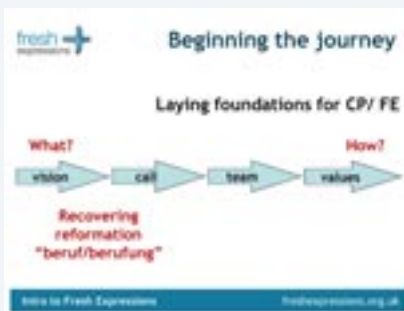 fresh
expressions
Beginning the journey
Laying foundations for CP/ FE
What?
How?
vision
call
team
values
Recovering
reformation
"beruf/berufung"
Intro to Fresh Expressions
freshexpressions.org.uk